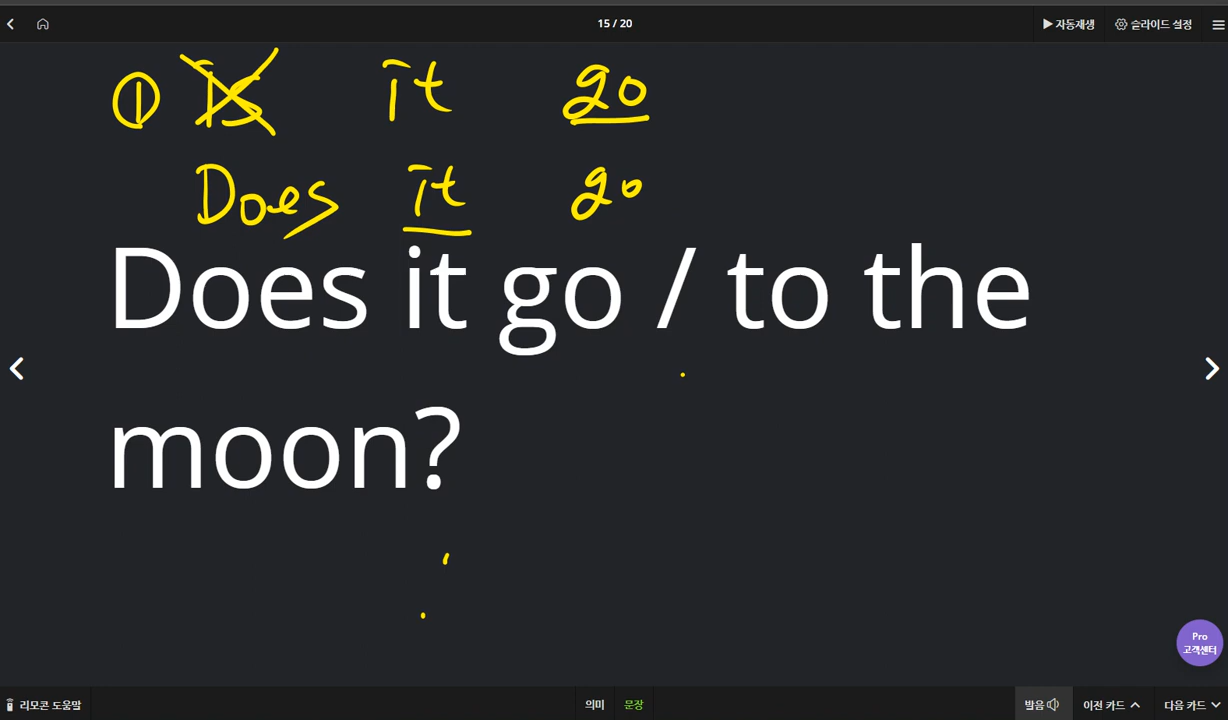 15 / 20
자동재생
슬라이드 설정
① Is it go
Does it go
Does it go / to the
moon?
Pro
고객센터
리모콘 도움말
의미
문장
발음
이전 카드
다음 카드